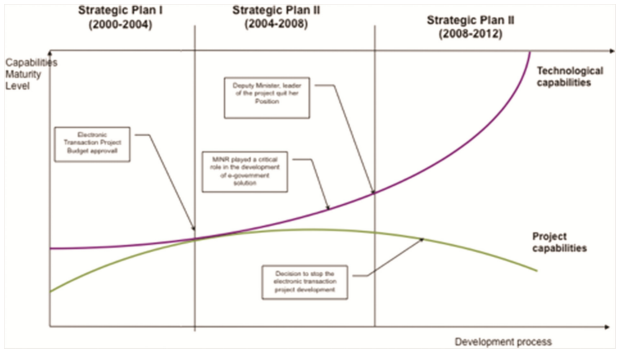 Strategic Plan I
(2000-2004)
Strategic Plan II
(2004-2008)
Strategic Plan II
(2008-2012)
Capabilities
Maturity
Level
Technological
capabilities
Deputy Minister, leader
of the project quit her
Position
Electronic
Transaction Project
Budget approvall
MINR played a critical
role in the development
of e-government
solution
Project
capabilities
Decision to stop the
electronic transaction
project development
Development process